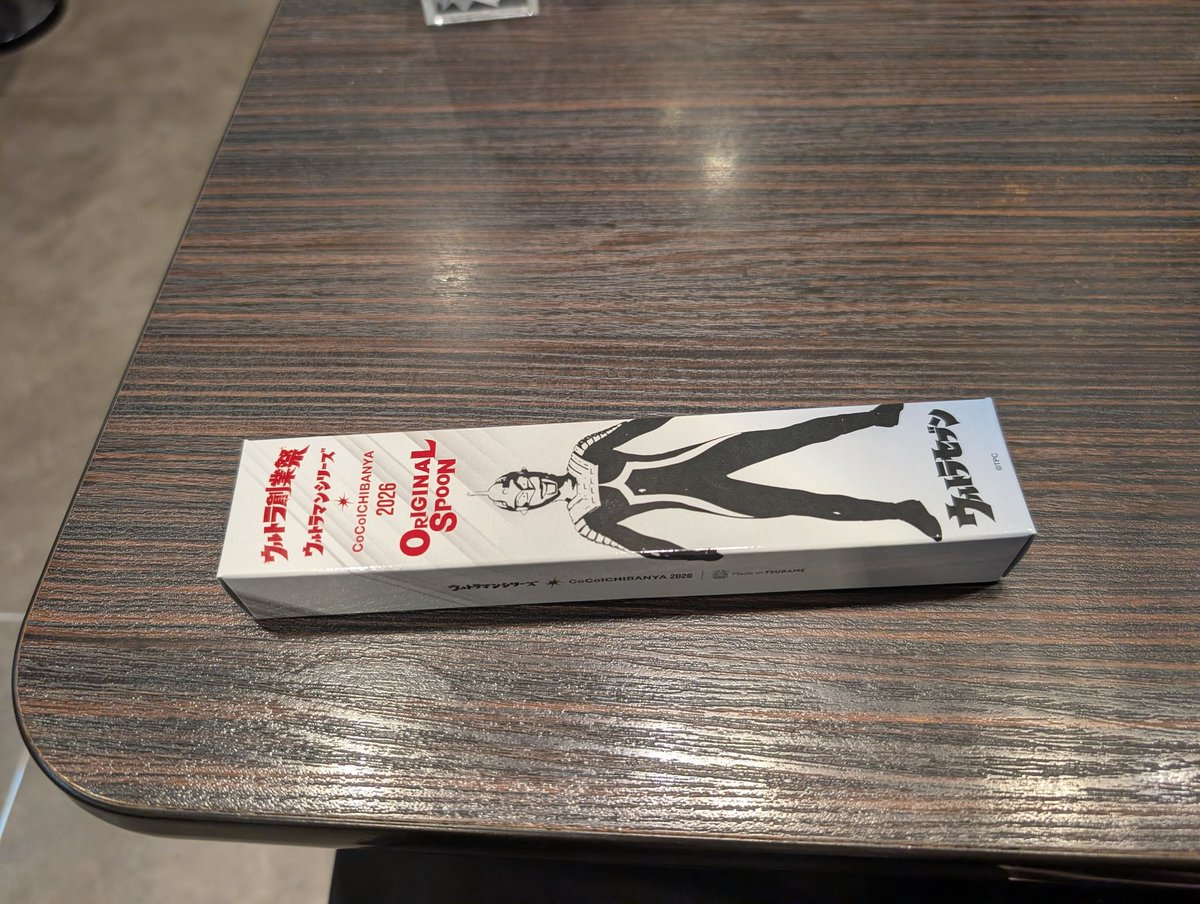 ウルトラ創業祭
ウルトラマンシリーズ
CoCoICHIBANYA
2026
ORIGINAL
SPOON
ウルトラセブン
©TPC
ウルトラマンシリーズ CoCoICHIBANYA 2026 | Made in TSUBAME